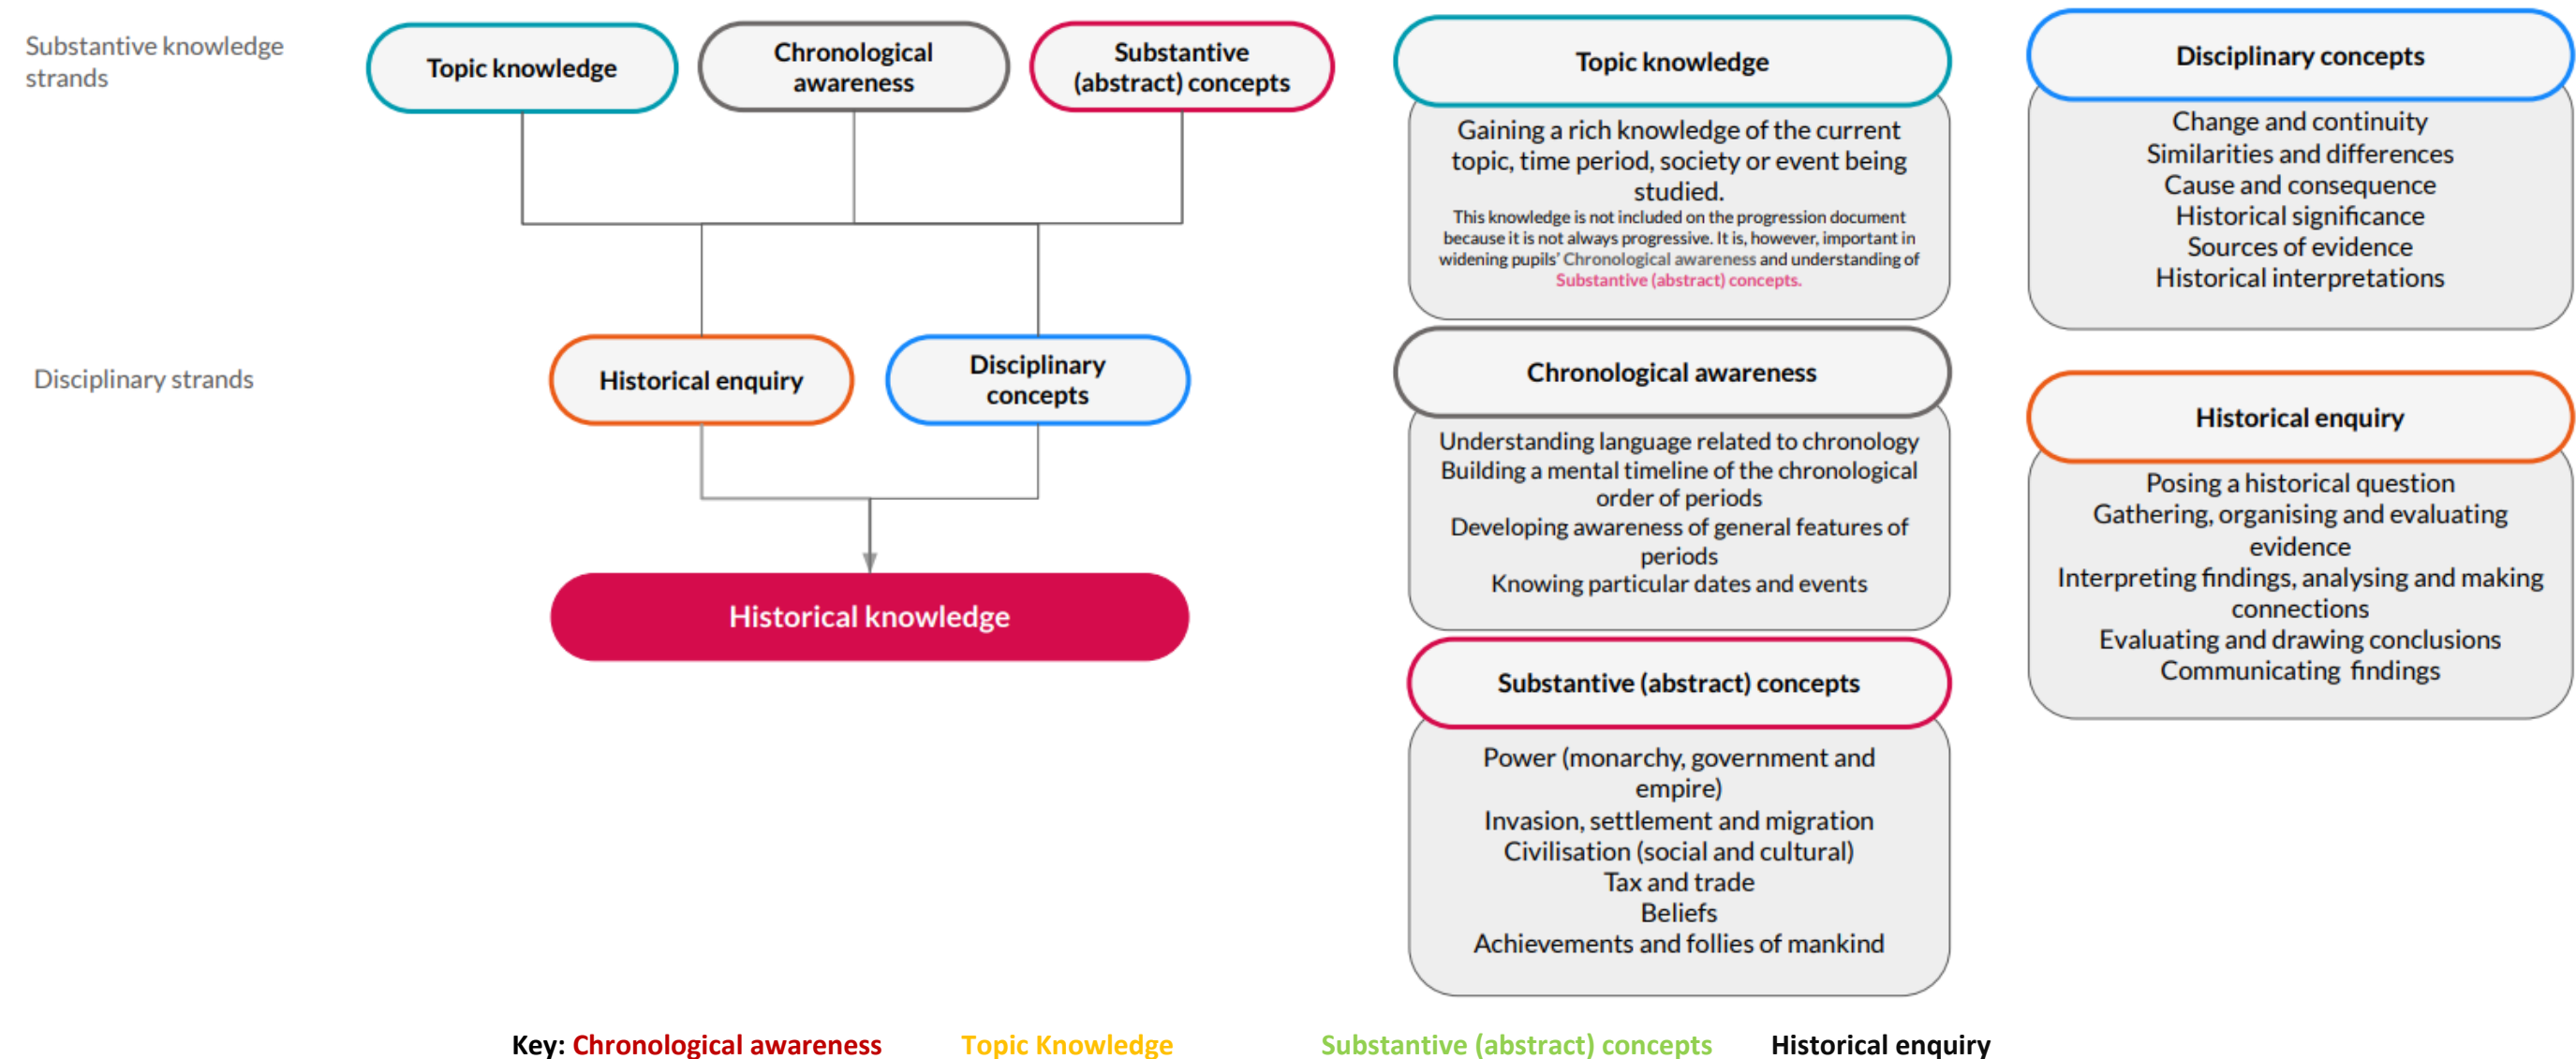 Substantive knowledge
strands
Topic knowledge
Chronological
awareness
Substantive
(abstract) concepts
Disciplinary strands
Historical enquiry
Disciplinary
concepts
Historical knowledge
Topic knowledge
Gaining a rich knowledge of the current
topic, time period, society or event being
studied.
This knowledge is not included on the progression document
because it is not always progressive. It is, however, important in
widening pupils' Chronological awareness and understanding of
Substantive (abstract) concepts.
Chronological awareness
Understanding language related to chronology
Building a mental timeline of the chronological
order of periods
Developing awareness of general features of
periods
Knowing particular dates and events
Substantive (abstract) concepts
Power (monarchy, government and
empire)
Invasion, settlement and migration
Civilisation (social and cultural)
Tax and trade
Beliefs
Achievements and follies of mankind
Disciplinary concepts
Change and continuity
Similarities and differences
Cause and consequence
Historical significance
Sources of evidence
Historical interpretations
Historical enquiry
Posing a historical question
Gathering, organising and evaluating
evidence
Interpreting findings, analysing and making
connections
Evaluating and drawing conclusions
Communicating findings
Key: Chronological awareness Topic Knowledge Substantive (abstract) concepts Historical enquiry